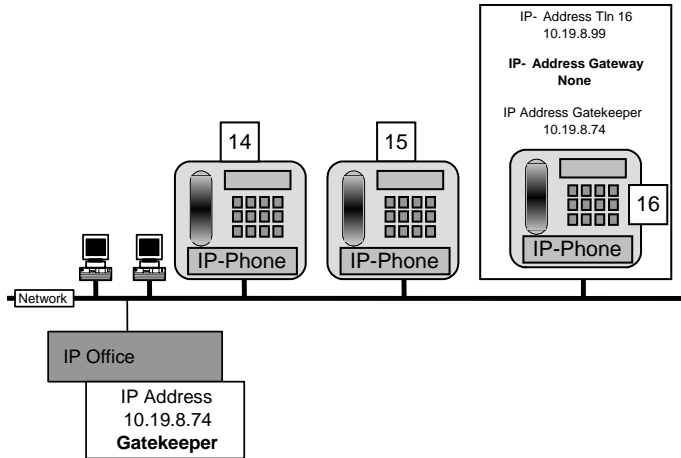 IP- Address Tln 16
10.19.8.99
IP- Address Gateway
None
IP Address Gatekeeper
10.19.8.74
14
15
16
IP-Phone
IP-Phone
IP-Phone
Network
IP Office
IP Address
10.19.8.74
Gatekeeper